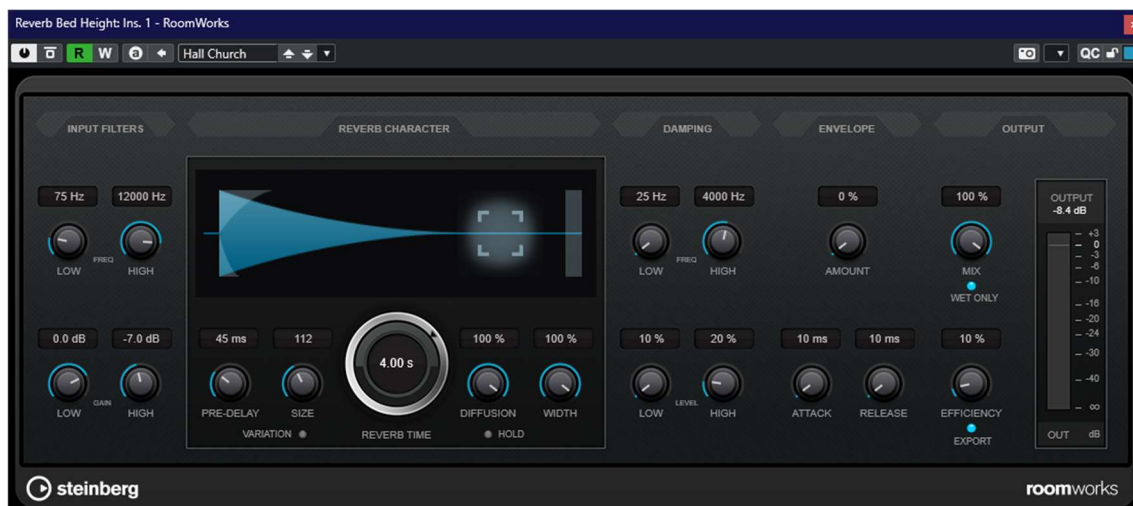 Reverb Bed Height: Ins. 1 - RoomWorks
R W a Hall Church QC
INPUT FILTERS REVERB CHARACTER DAMPING ENVELOPE OUTPUT
75 Hz 12000 Hz 25 Hz 4000 Hz 0 % 100 % OUTPUT
-8.4 dB
LOW FREQ HIGH LOW FREQ HIGH AMOUNT MIX
WET ONLY
+3
0
-3
-6
-10
-16
-20
-24
-30
-40
∞
0.0 dB -7.0 dB 45 ms 112 4.00 s 100 % 100 % 10 % 20 % 10 ms 10 ms 10 %
LOW GAIN HIGH PRE-DELAY SIZE DIFFUSION WIDTH LOW LEVEL HIGH ATTACK RELEASE EFFICIENCY
VARIATION REVERB TIME HOLD EXPORT OUT dB
steinberg roomworks